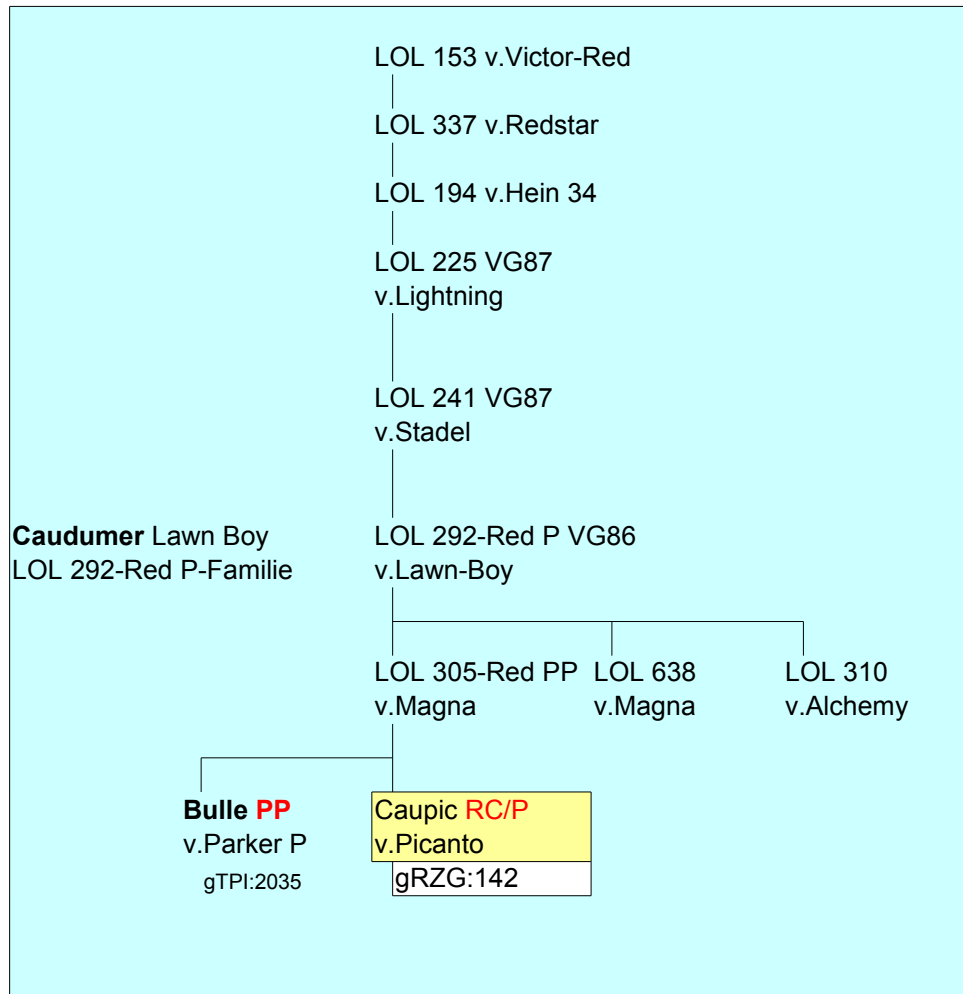 LOL 153 v.Victor-Red
LOL 337 v.Redstar
LOL 194 v.Hein 34
LOL 225 VG87
v.Lightning
LOL 241 VG87
v.Stadel
Caudumer Lawn Boy
LOL 292-Red P-Familie
LOL 292-Red P VG86
v.Lawn-Boy
LOL 305-Red PP
v.Magna
LOL 638
v.Magna
LOL 310
v.Alchemy
Bulle PP
v.Parker P
gTPI:2035
Caupic RC/P
v.Picanto
gRZG:142